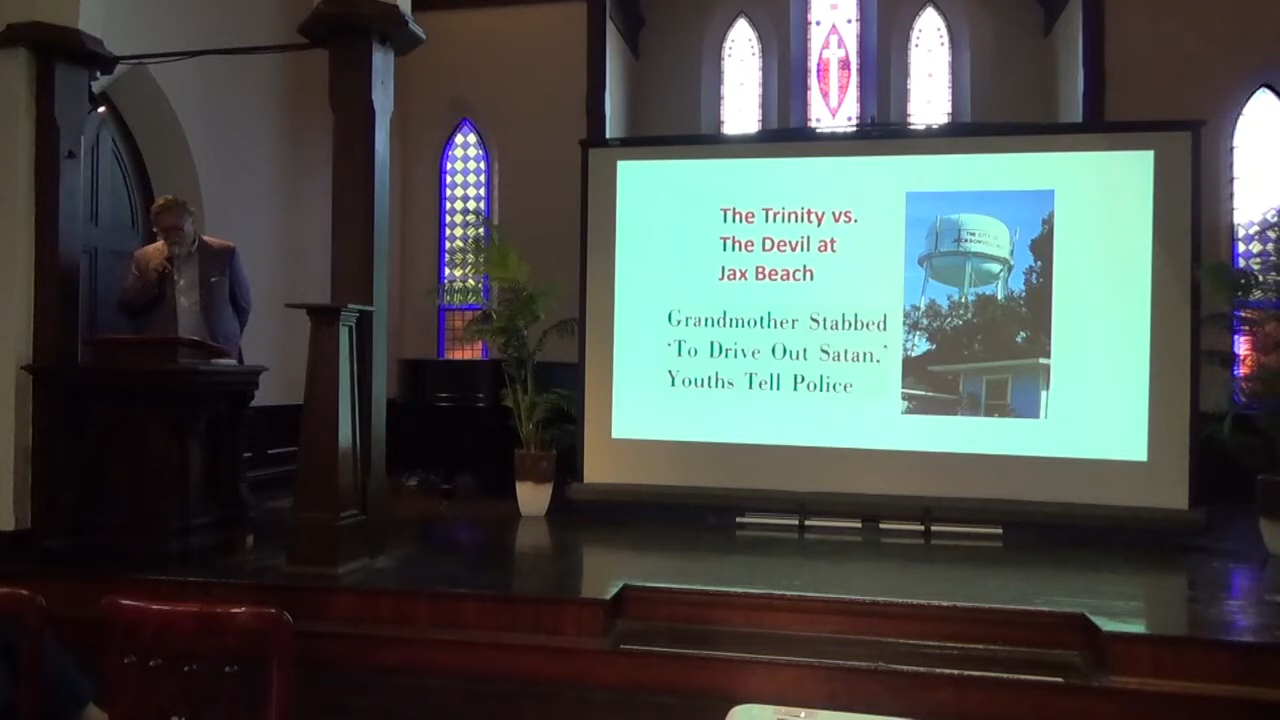 The Trinity vs.
The Devil at
Jax Beach
Grandmother Stabbed
'To Drive Out Satan,'
Youths Tell Police
THE CITY OF